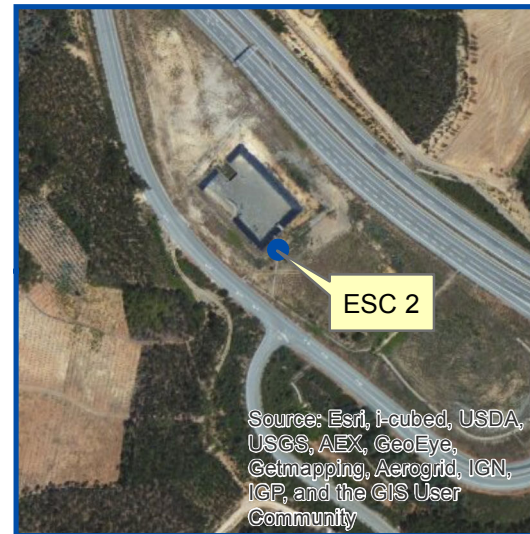 ESC 2
Source: Esri, i-cubed, USDA,
USGS, AEX, GeoEye,
Getmapping, Aerogrid, IGN,
IGP, and the GIS User
Community